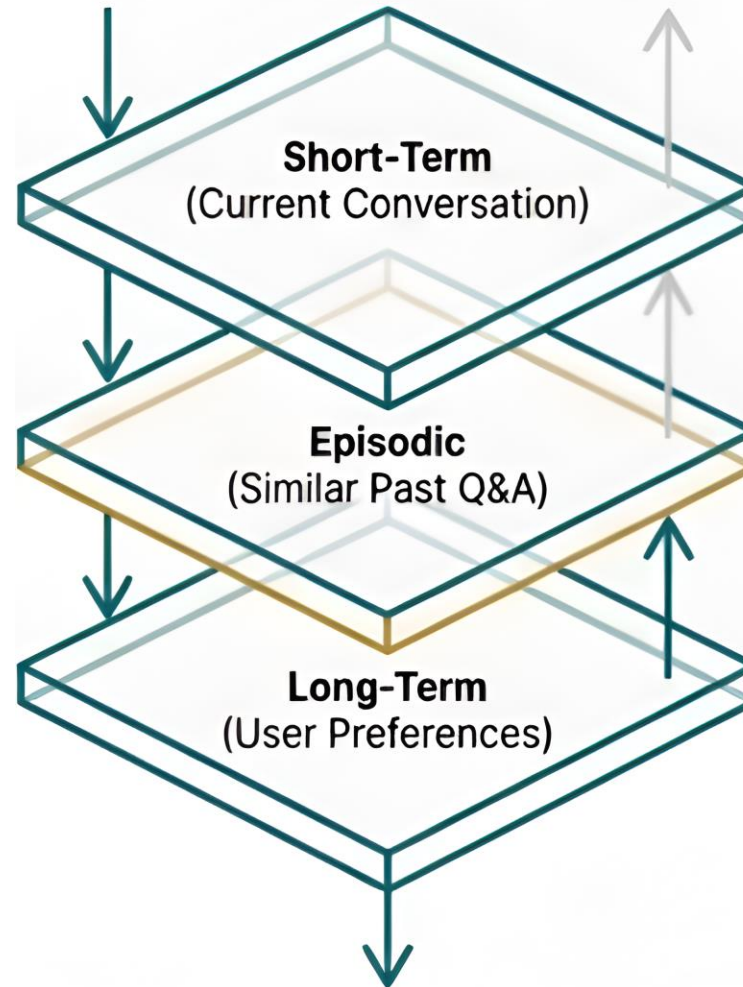 Short-Term
(Current Conversation)
Episodic
(Similar Past Q&A)
Long-Term
(User Preferences)